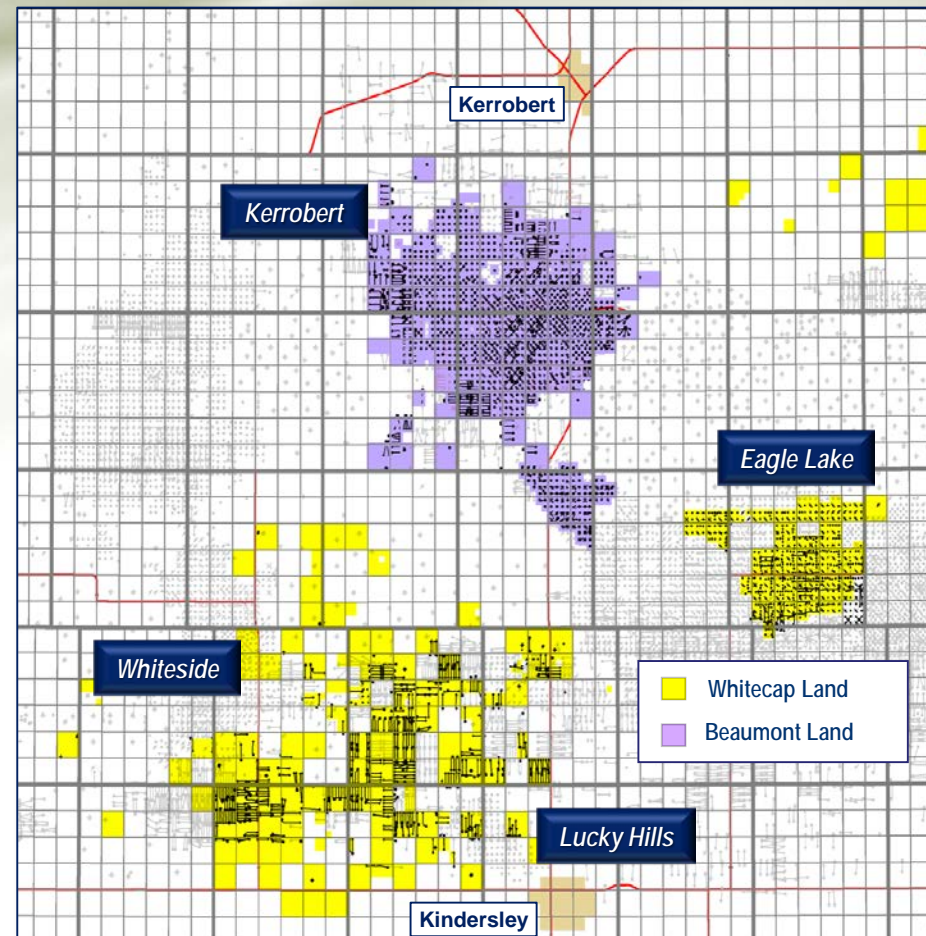 Kerrobert
Kerrobert
Eagle Lake
Whiteside
Whitecap Land
Beaumont Land
Lucky Hills
Kindersley